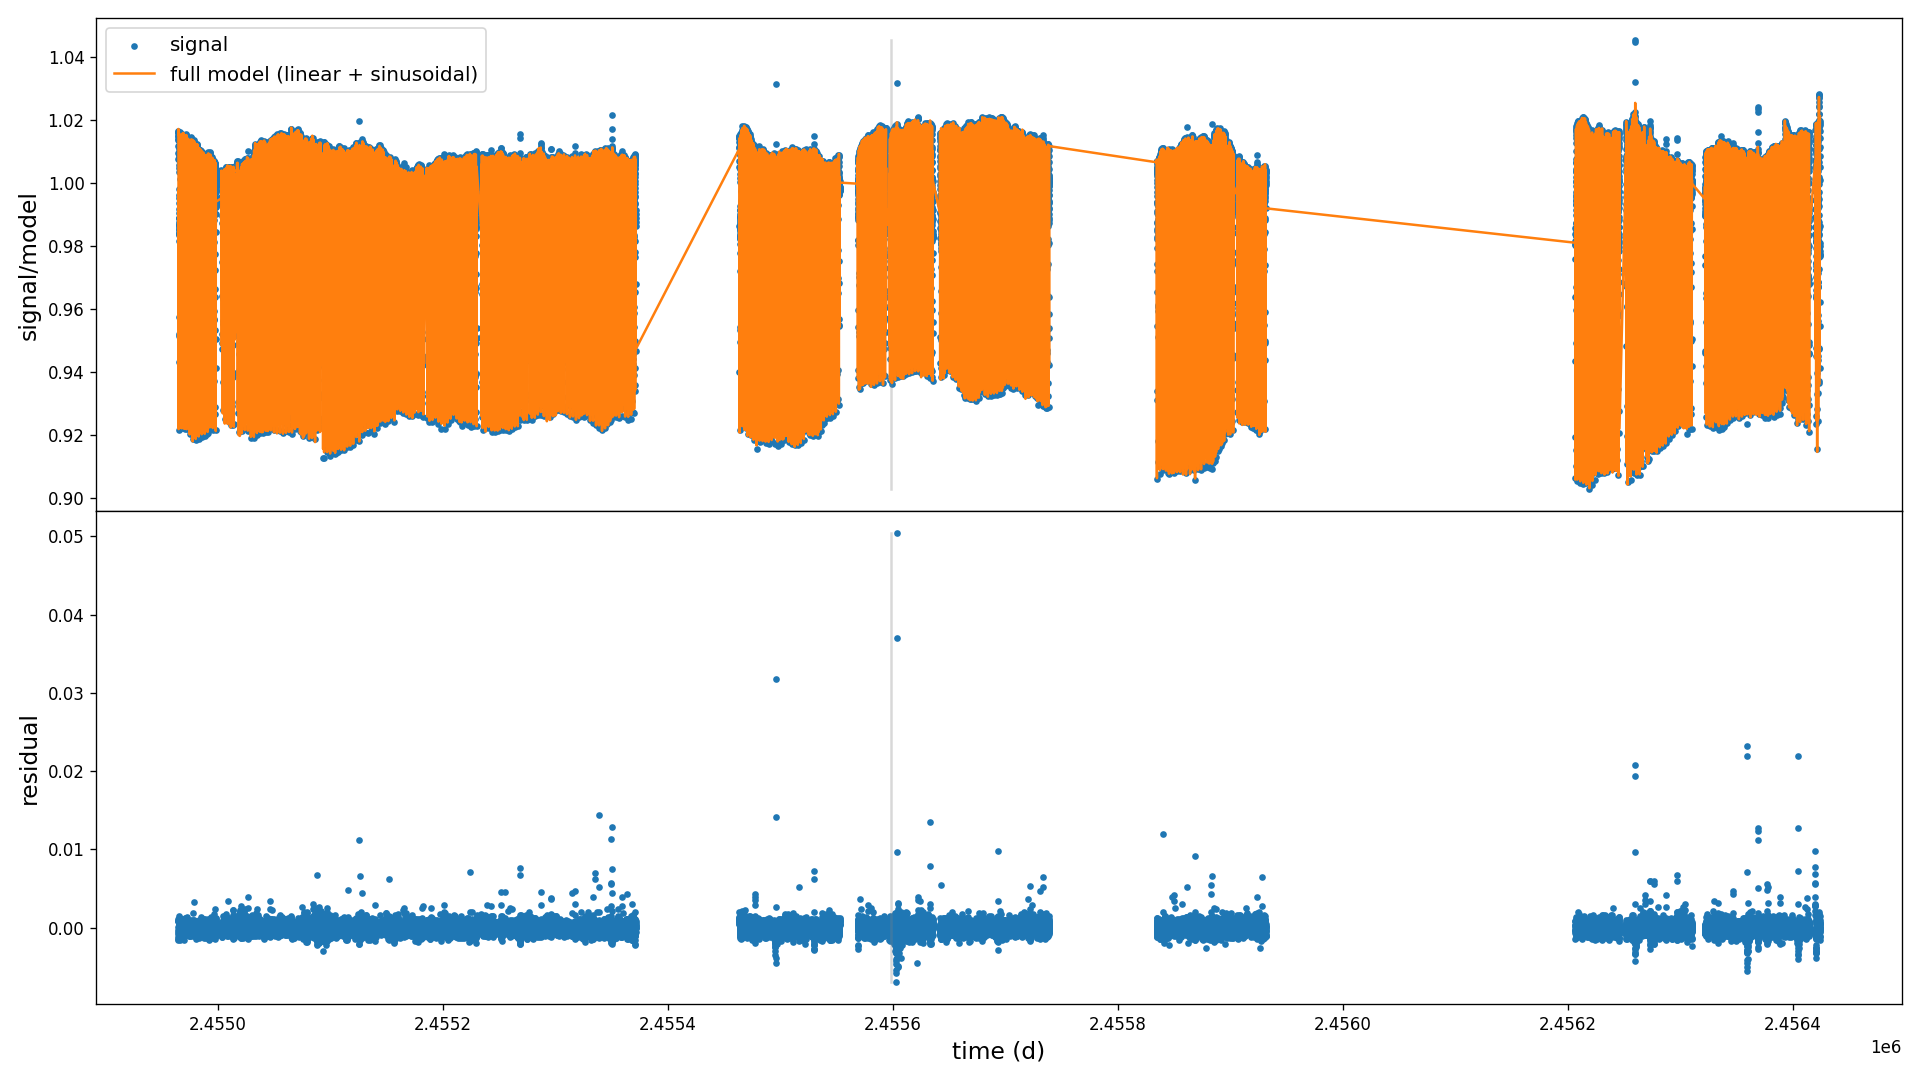 signal
full model (linear + sinusoidal)
signal/model
1.04
1.02
1.00
0.98
0.96
0.94
0.92
0.90
residual
0.05
0.04
0.03
0.02
0.01
0.00
2.4550 2.4552 2.4554 2.4556 2.4558 2.4560 2.4562 2.4564
1e6
time (d)